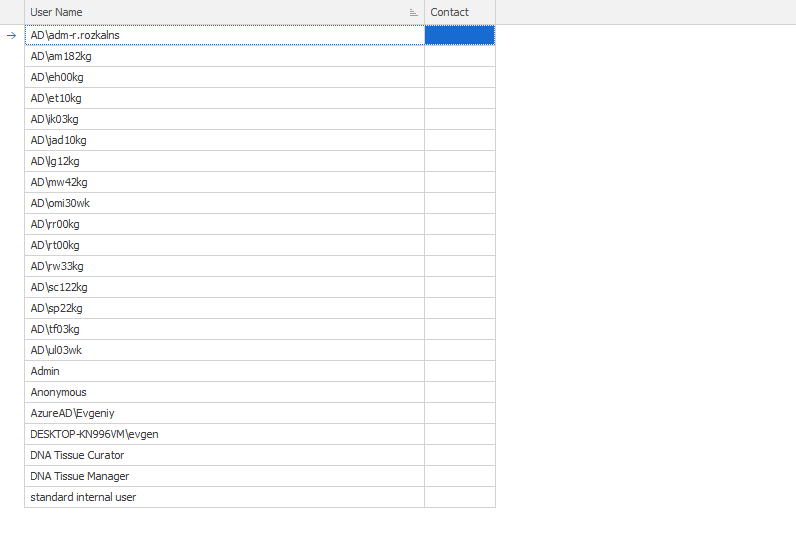 User Name Contact
AD\adm-r.rozkalns
AD\am182kg
AD\eh00kg
AD\et10kg
AD\ik03kg
AD\jad10kg
AD\lg12kg
AD\mw42kg
AD\omi30wk
AD\rr00kg
AD\rt00kg
AD\rw33kg
AD\sc122kg
AD\sp22kg
AD\tf03kg
AD\ul03wk
Admin
Anonymous
AzureAD\Evgeniy
DESKTOP-KN996VM\evgen
DNA Tissue Curator
DNA Tissue Manager
standard internal user